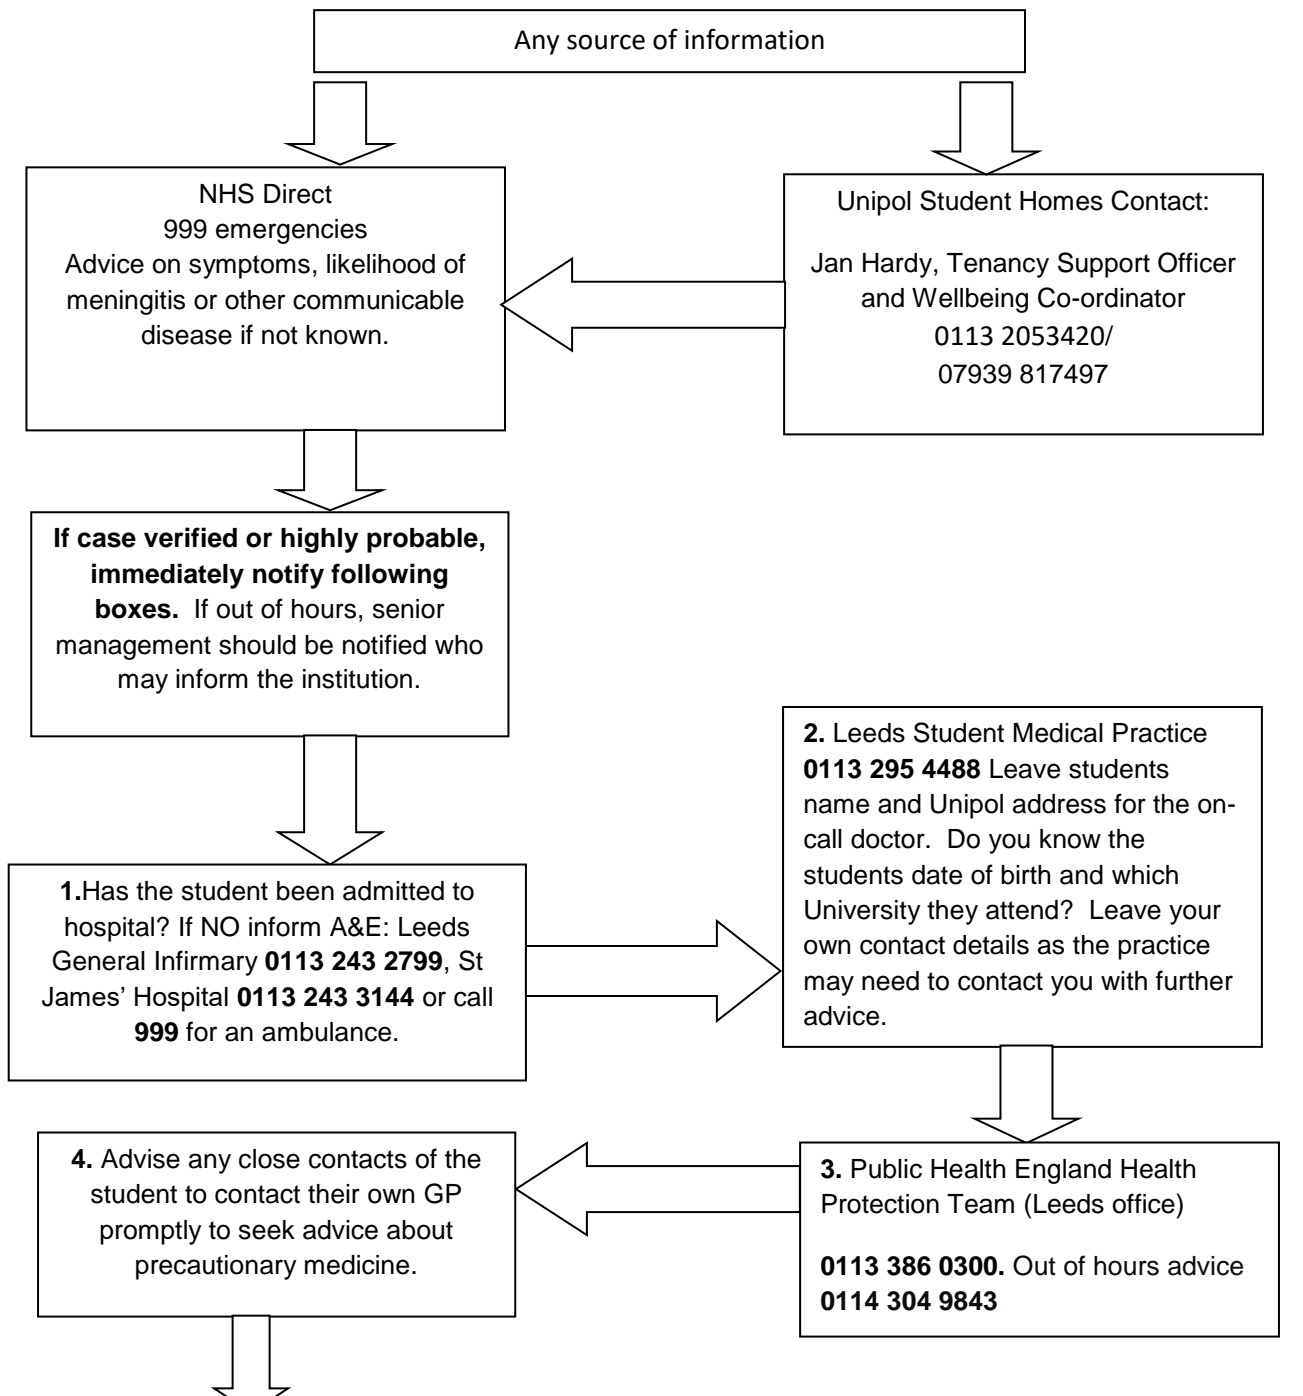 Any source of information
NHS Direct
999 emergencies
Advice on symptoms, likelihood of
meningitis or other communicable
disease if not known.
Unipol Student Homes Contact:
Jan Hardy, Tenancy Support Officer
and Wellbeing Co-ordinator
0113 2053420/
07939 817497
If case verified or highly probable,
immediately notify following
boxes.  If out of hours, senior
management should be notified who
may inform the institution.
1.Has the student been admitted to
hospital? If NO inform A&E: Leeds
General Infirmary 0113 243 2799, St
James’ Hospital 0113 243 3144 or call
999 for an ambulance.
2. Leeds Student Medical Practice
0113 295 4488 Leave students
name and Unipol address for the on-
call doctor.  Do you know the
students date of birth and which
University they attend?  Leave your
own contact details as the practice
may need to contact you with further
advice.
3. Public Health England Health
Protection Team (Leeds office)
0113 386 0300. Out of hours advice
0114 304 9843
4. Advise any close contacts of the
student to contact their own GP
promptly to seek advice about
precautionary medicine.